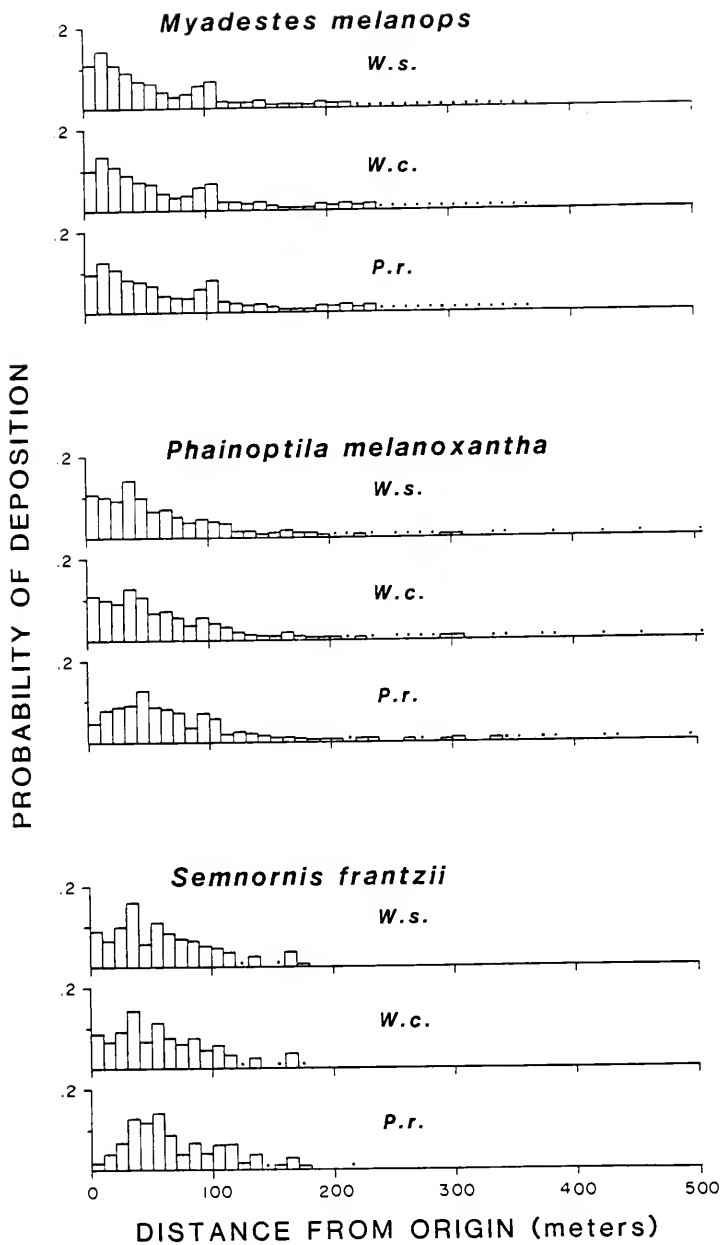 Myadestes melanops
.2
W.s.
.2
W.c.
.2
P.r.
PROBABILITY OF DEPOSITION
Phainoptila melanoxantha
.2
W.s.
.2
W.c.
.2
P.r.
Semnornis frantzii
.2
W.s.
.2
W.c.
.2
P.r.
0 100 200 300 400 500
DISTANCE FROM ORIGIN (meters)